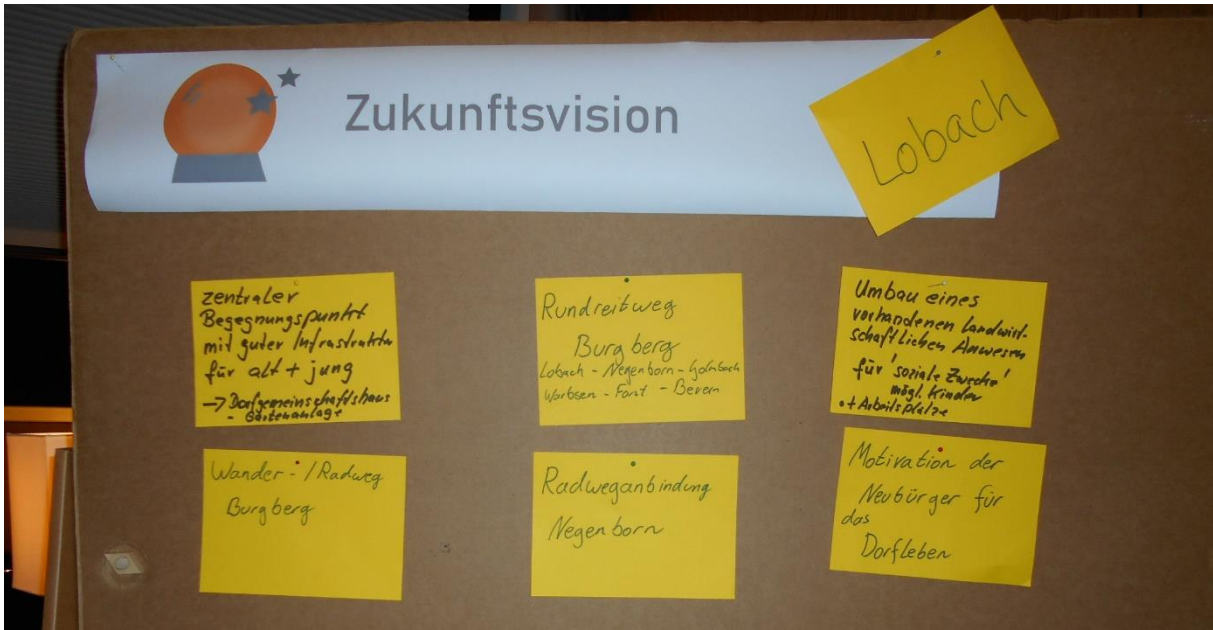 Zukunftsvision
Lobach
zentraler
Begegnungspunkt
mit guter Infrastruktur
für alt + jung
-> Dorfgemeinschaftshaus
- Gartenanlage
Rundreitweg
Burgberg
Lobach - Negenborn - Golmbach
Warbsen - Forst - Bevern
Umbau eines
vorhandenen landwirt-
schaftlichen Anwesen
für 'soziale Zwecke'
mögl. Kinder
• + Arbeitsplätze
Wander-/Radweg
Burgberg
Radweganbindung
Negenborn
Motivation der
Neubürger für
das
Dorfleben